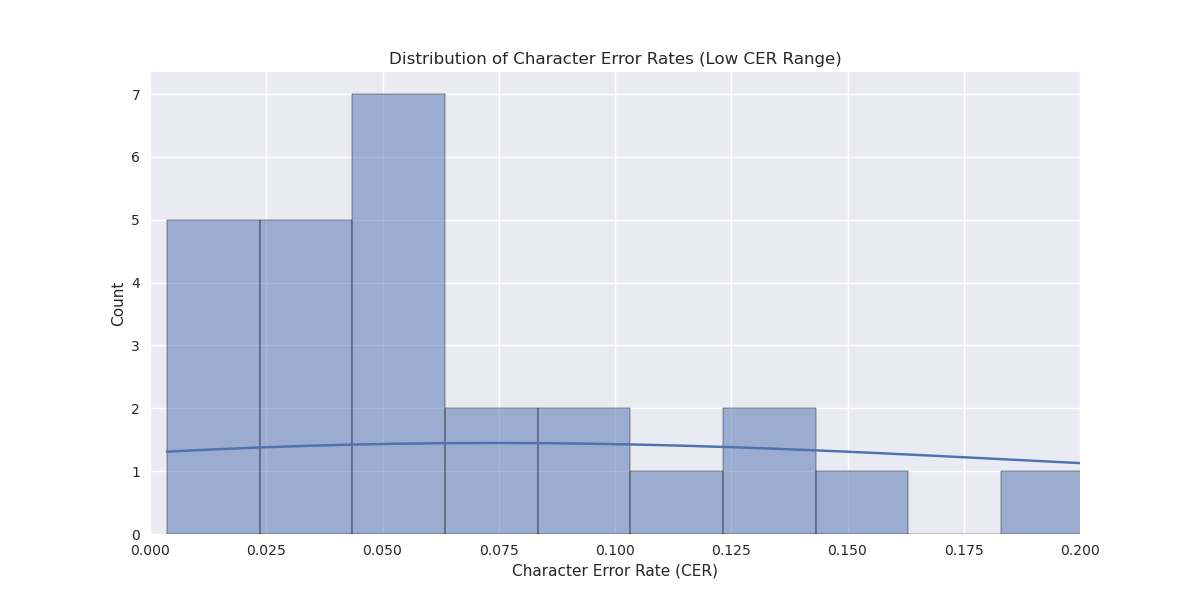 Distribution of Character Error Rates (Low CER Range)
7
6
5
4
3
2
1
0
Count
0.000 0.025 0.050 0.075 0.100 0.125 0.150 0.175 0.200
Character Error Rate (CER)